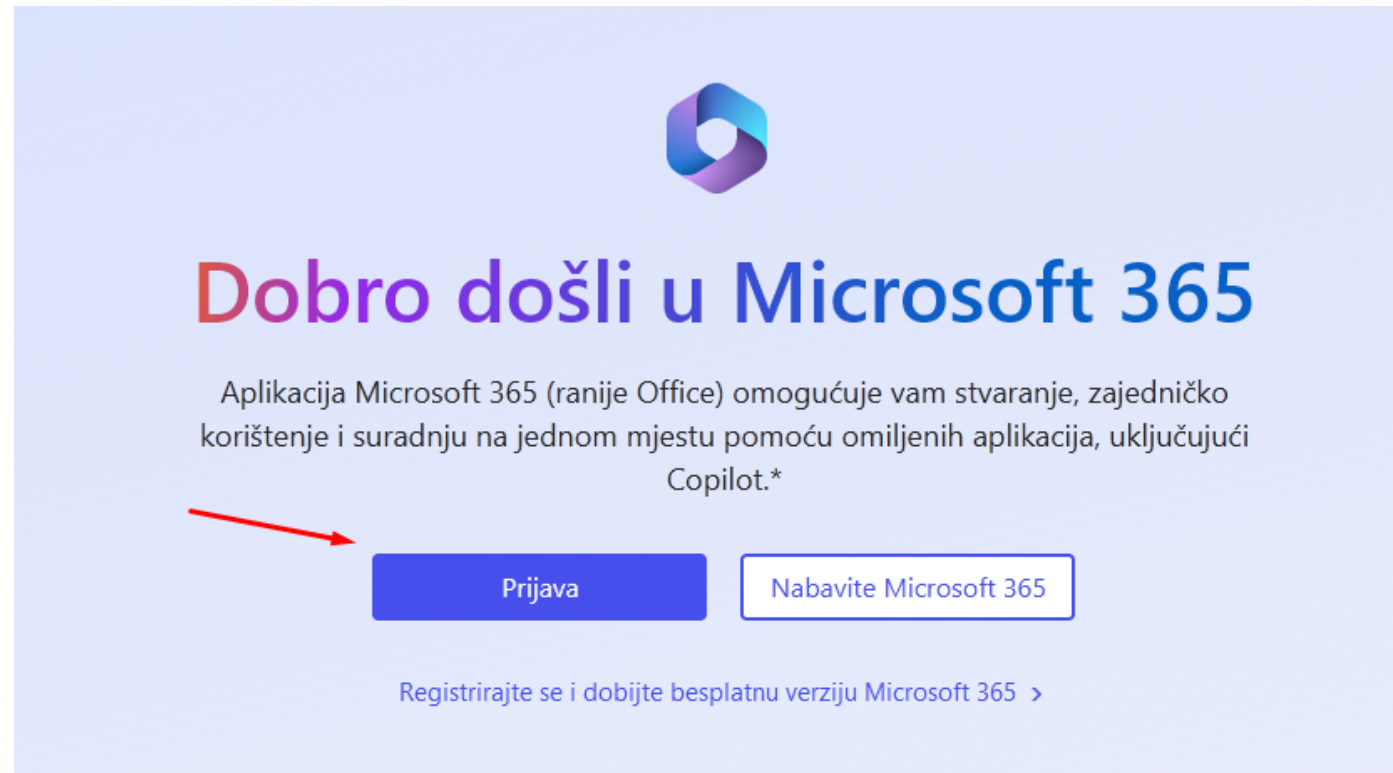 Dobro došli u Microsoft 365
Aplikacija Microsoft 365 (ranije Office) omogućuje vam stvaranje, zajedničko
korištenje i suradnju na jednom mjestu pomoću omiljenih aplikacija, uključujući
Copilot.*
Prijava
Nabavite Microsoft 365
Registrirajte se i dobijte besplatnu verziju Microsoft 365 >